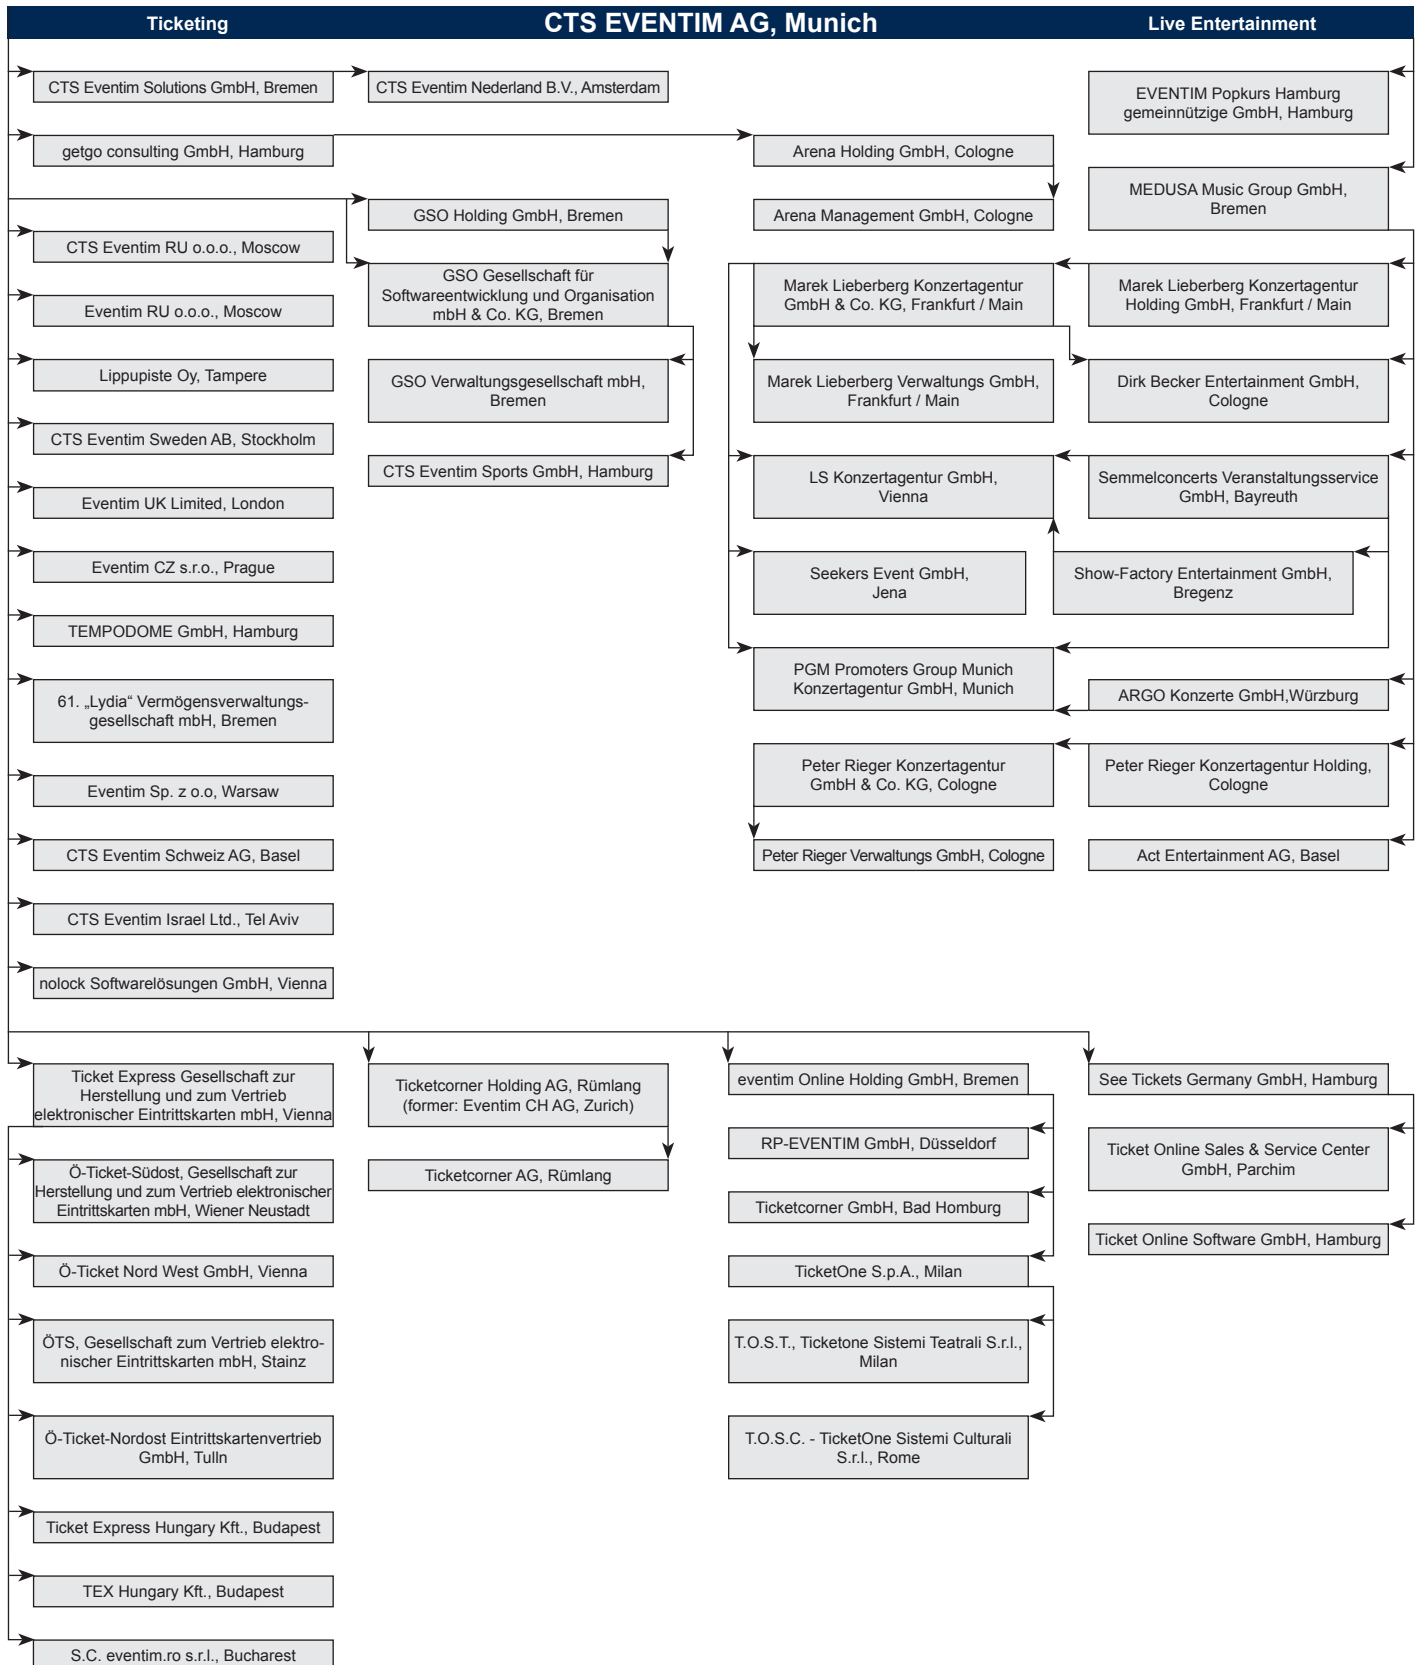 Ticketing
CTS EVENTIM AG, Munich
Live Entertainment
CTS Eventim Solutions GmbH, Bremen
CTS Eventim Nederland B.V., Amsterdam
EVENTIM Popkurs Hamburg
gemeinnützige GmbH, Hamburg
getgo consulting GmbH, Hamburg
Arena Holding GmbH, Cologne
MEDUSA Music Group GmbH,
Bremen
GSO Holding GmbH, Bremen
Arena Management GmbH, Cologne
CTS Eventim RU o.o.o., Moscow
GSO Gesellschaft für
Softwareentwicklung und Organisation
mbH & Co. KG, Bremen
Marek Lieberberg Konzertagentur
GmbH & Co. KG, Frankfurt / Main
Marek Lieberberg Konzertagentur
Holding GmbH, Frankfurt / Main
Eventim RU o.o.o., Moscow
Lippupiste Oy, Tampere
GSO Verwaltungsgesellschaft mbH,
Bremen
Marek Lieberberg Verwaltungs GmbH,
Frankfurt / Main
Dirk Becker Entertainment GmbH,
Cologne
CTS Eventim Sweden AB, Stockholm
CTS Eventim Sports GmbH, Hamburg
LS Konzertagentur GmbH,
Vienna
Semmelconcerts Veranstaltungsservice
GmbH, Bayreuth
Eventim UK Limited, London
Eventim CZ s.r.o., Prague
Seekers Event GmbH,
Jena
Show-Factory Entertainment GmbH,
Bregenz
TEMPODOME GmbH, Hamburg
PGM Promoters Group Munich
Konzertagentur GmbH, Munich
61. „Lydia“ Vermögensverwaltungs-
gesellschaft mbH, Bremen
ARGO Konzerte GmbH,Würzburg
Eventim Sp. z o.o, Warsaw
Peter Rieger Konzertagentur
GmbH & Co. KG, Cologne
Peter Rieger Konzertagentur Holding,
Cologne
CTS Eventim Schweiz AG, Basel
Peter Rieger Verwaltungs GmbH, Cologne
Act Entertainment AG, Basel
CTS Eventim Israel Ltd., Tel Aviv
nolock Softwarelösungen GmbH, Vienna
Ticket Express Gesellschaft zur
Herstellung und zum Vertrieb
elektronischer Eintrittskarten mbH, Vienna
Ticketcorner Holding AG, Rümlang
(former: Eventim CH AG, Zurich)
eventim Online Holding GmbH, Bremen
See Tickets Germany GmbH, Hamburg
RP-EVENTIM GmbH, Düsseldorf
Ticket Online Sales & Service Center
GmbH, Parchim
Ö-Ticket-Südost, Gesellschaft zur
Herstellung und zum Vertrieb elektronischer
Eintrittskarten mbH, Wiener Neustadt
Ticketcorner AG, Rümlang
Ticketcorner GmbH, Bad Homburg
Ticket Online Software GmbH, Hamburg
Ö-Ticket Nord West GmbH, Vienna
TicketOne S.p.A., Milan
ÖTS, Gesellschaft zum Vertrieb elektro-
nischer Eintrittskarten mbH, Stainz
T.O.S.T., Ticketone Sistemi Teatrali S.r.l.,
Milan
Ö-Ticket-Nordost Eintrittskartenvertrieb
GmbH, Tulln
T.O.S.C. - TicketOne Sistemi Culturali
S.r.l., Rome
Ticket Express Hungary Kft., Budapest
TEX Hungary Kft., Budapest
S.C. eventim.ro s.r.l., Bucharest